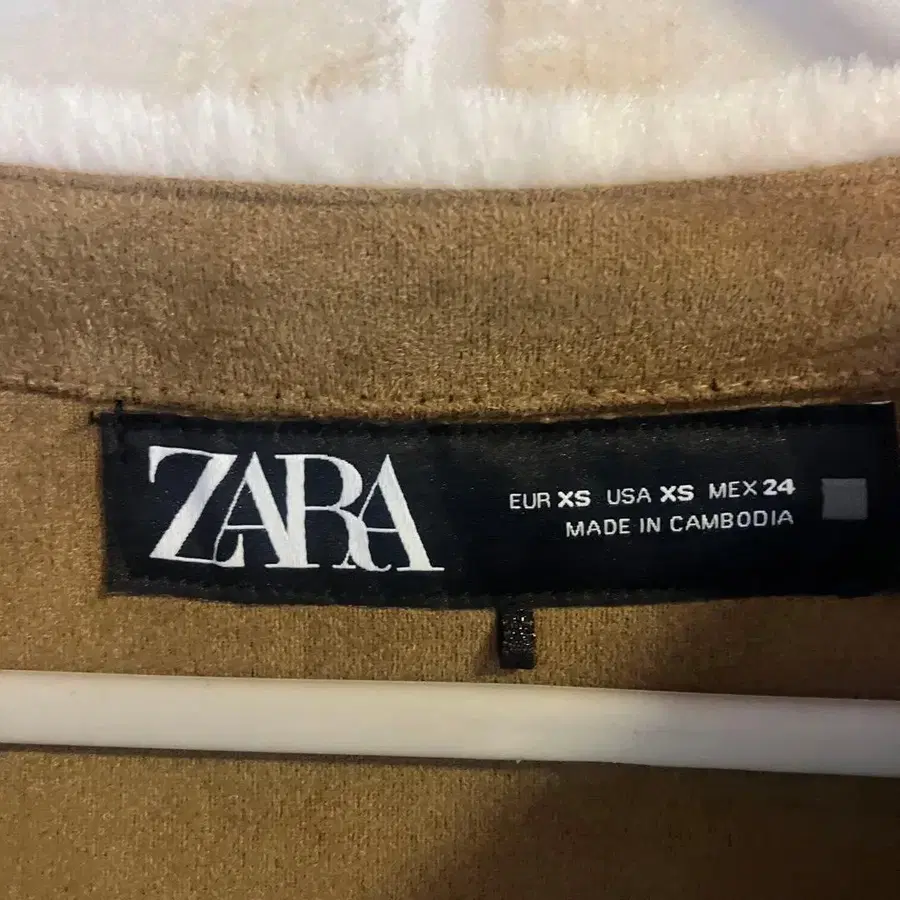 ZARA
EUR XS USA XS MEX 24
MADE IN CAMBODIA